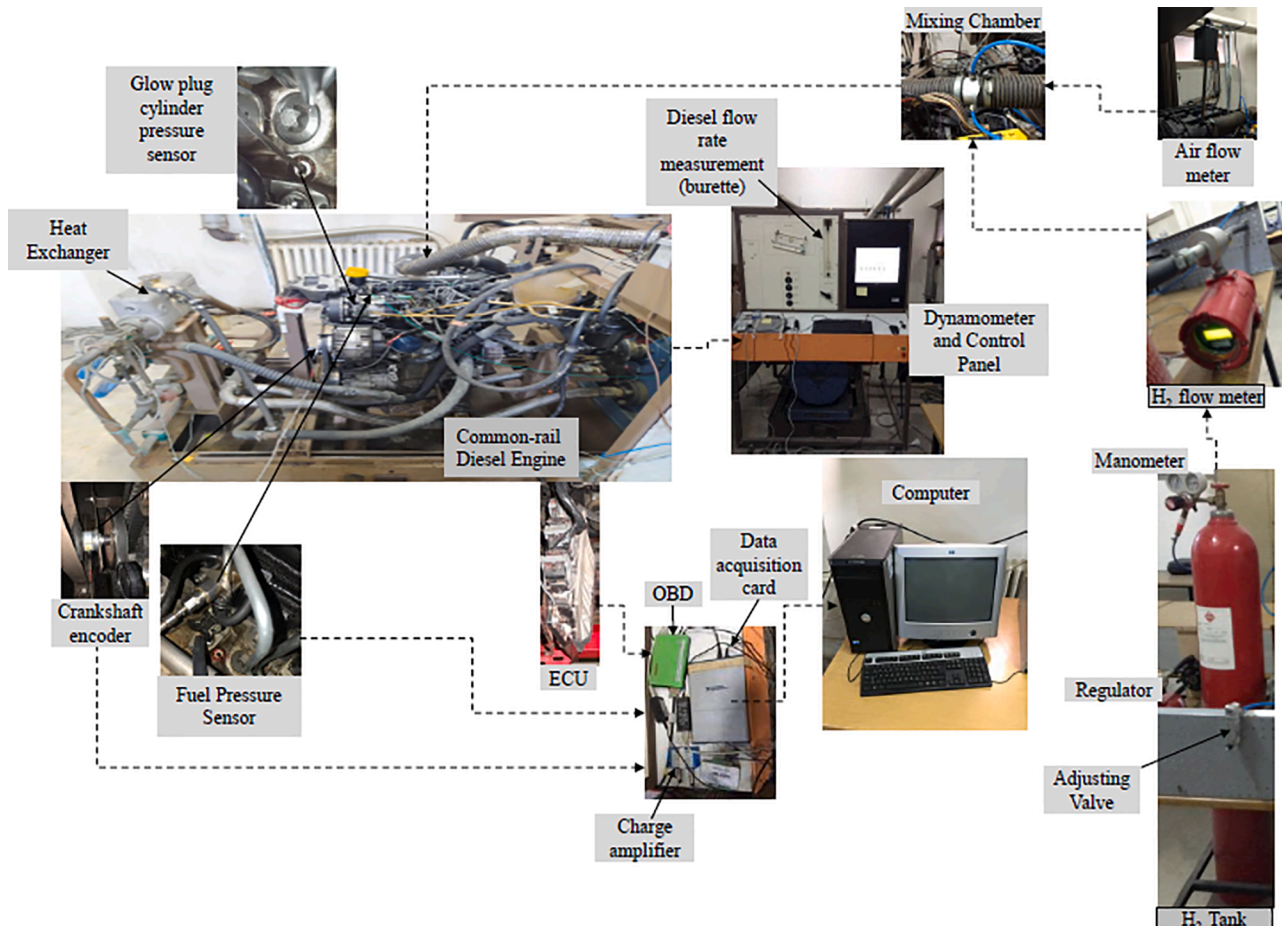 Mixing Chamber
Glow plug
cylinder
pressure
sensor
Diesel flow
rate
measurement
(burette)
Air flow
meter
Heat
Exchanger
Dynamometer
and Control
Panel
H₂ flow meter
Common-rail
Diesel Engine
Manometer
Computer
Data
acquisition
card
OBD
Crankshaft
encoder
ECU
Fuel Pressure
Sensor
Regulator
Adjusting
Valve
Charge
amplifier
H₂ Tank